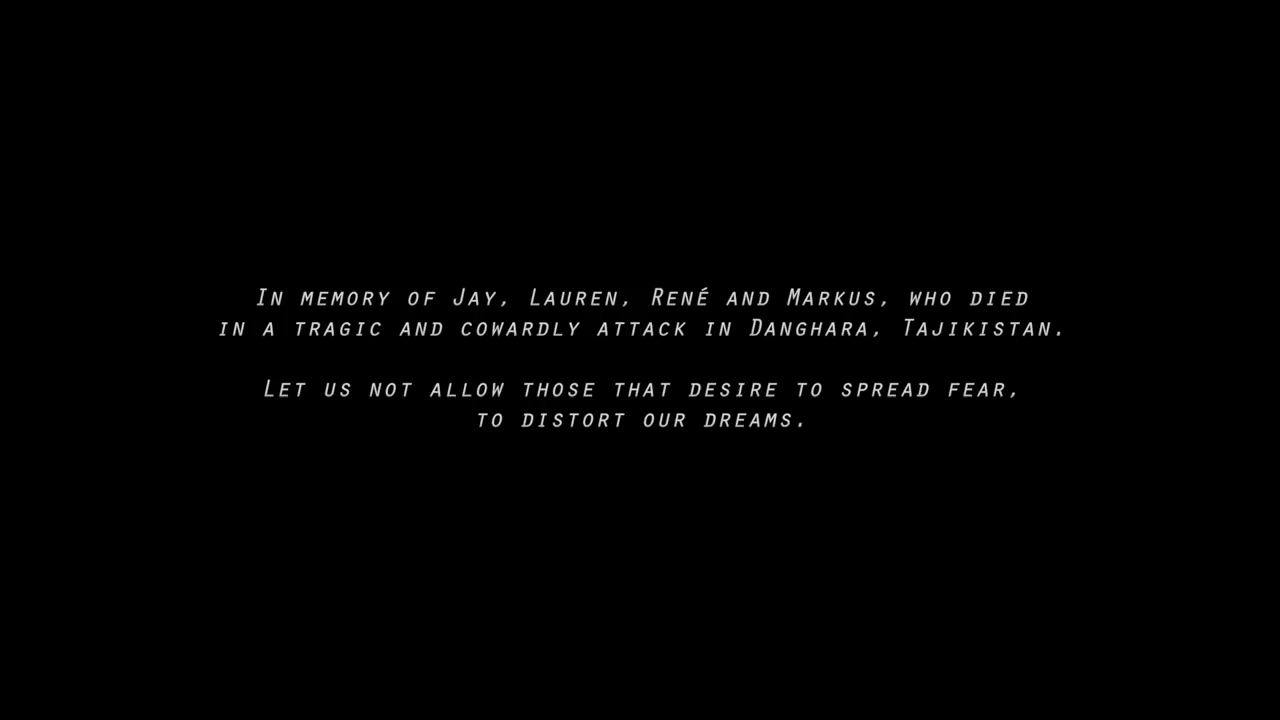 In memory of Jay, Lauren, René and Markus, who died
in a tragic and cowardly attack in Danghara, Tajikistan.
Let us not allow those that desire to spread fear,
to distort our dreams.